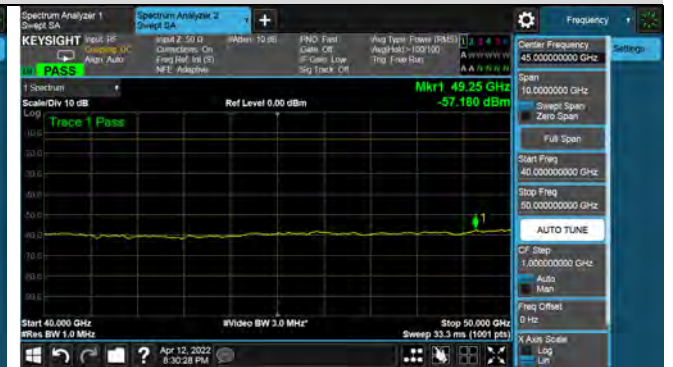 Spectrum Analyzer 1
Swept SA
Spectrum Analyzer 2
Swept SA
+
Frequency
KEYSIGHT
Input: RF
Coupling: DC
Align: Auto
Input Z: 50 Ω
Corrections: On
Freq Ref: Int (S)
NFE: Adaptive
#Atten: 10 dB
PNO: Fast
Gate: Off
IF Gain: Low
Sig Track: Off
Avg Type: Power (RMS)
Avg|Hold:>100/100
Trig: Free Run
PASS
1 Spectrum
Scale/Div 10 dB
Ref Level 0.00 dBm
Mkr1 49.25 GHz
-57.180 dBm
Log
Trace 1 Pass
1
Start 40.000 GHz
#Res BW 1.0 MHz
#Video BW 3.0 MHz*
Stop 50.000 GHz
Sweep 33.3 ms (1001 pts)
?
Apr 12, 2022
8:30:28 PM
Center Frequency
45.000000000 GHz
Settings
Span
10.0000000 GHz
Swept Span
Zero Span
Full Span
Start Freq
40.000000000 GHz
Stop Freq
50.000000000 GHz
AUTO TUNE
CF Step
1.000000000 GHz
Auto
Man
Freq Offset
0 Hz
X Axis Scale
Log
Lin